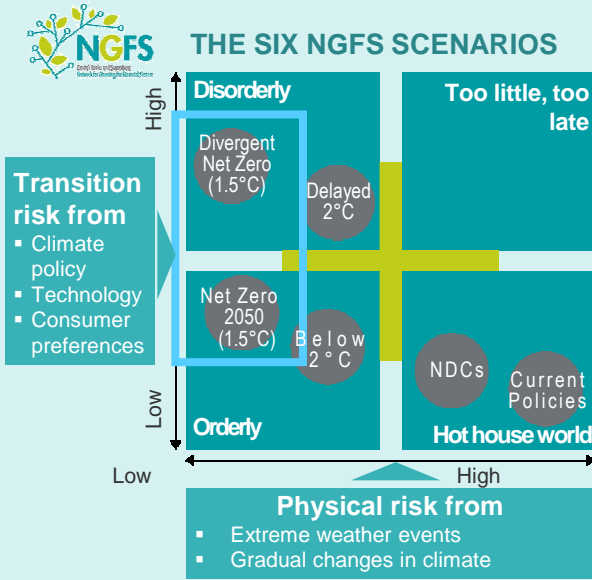 NGFS
THE SIX NGFS SCENARIOS
High
Disorderly
Too little, too
late
Divergent
Net Zero
(1.5°C)
Delayed
2°C
Transition
risk from
▪ Climate
policy
▪ Technology
▪ Consumer
preferences
Net Zero
2050
(1.5°C)
Below
2°C
NDCs
Current
Policies
Low
Orderly
Hot house world
Low
High
Physical risk from
▪ Extreme weather events
▪ Gradual changes in climate